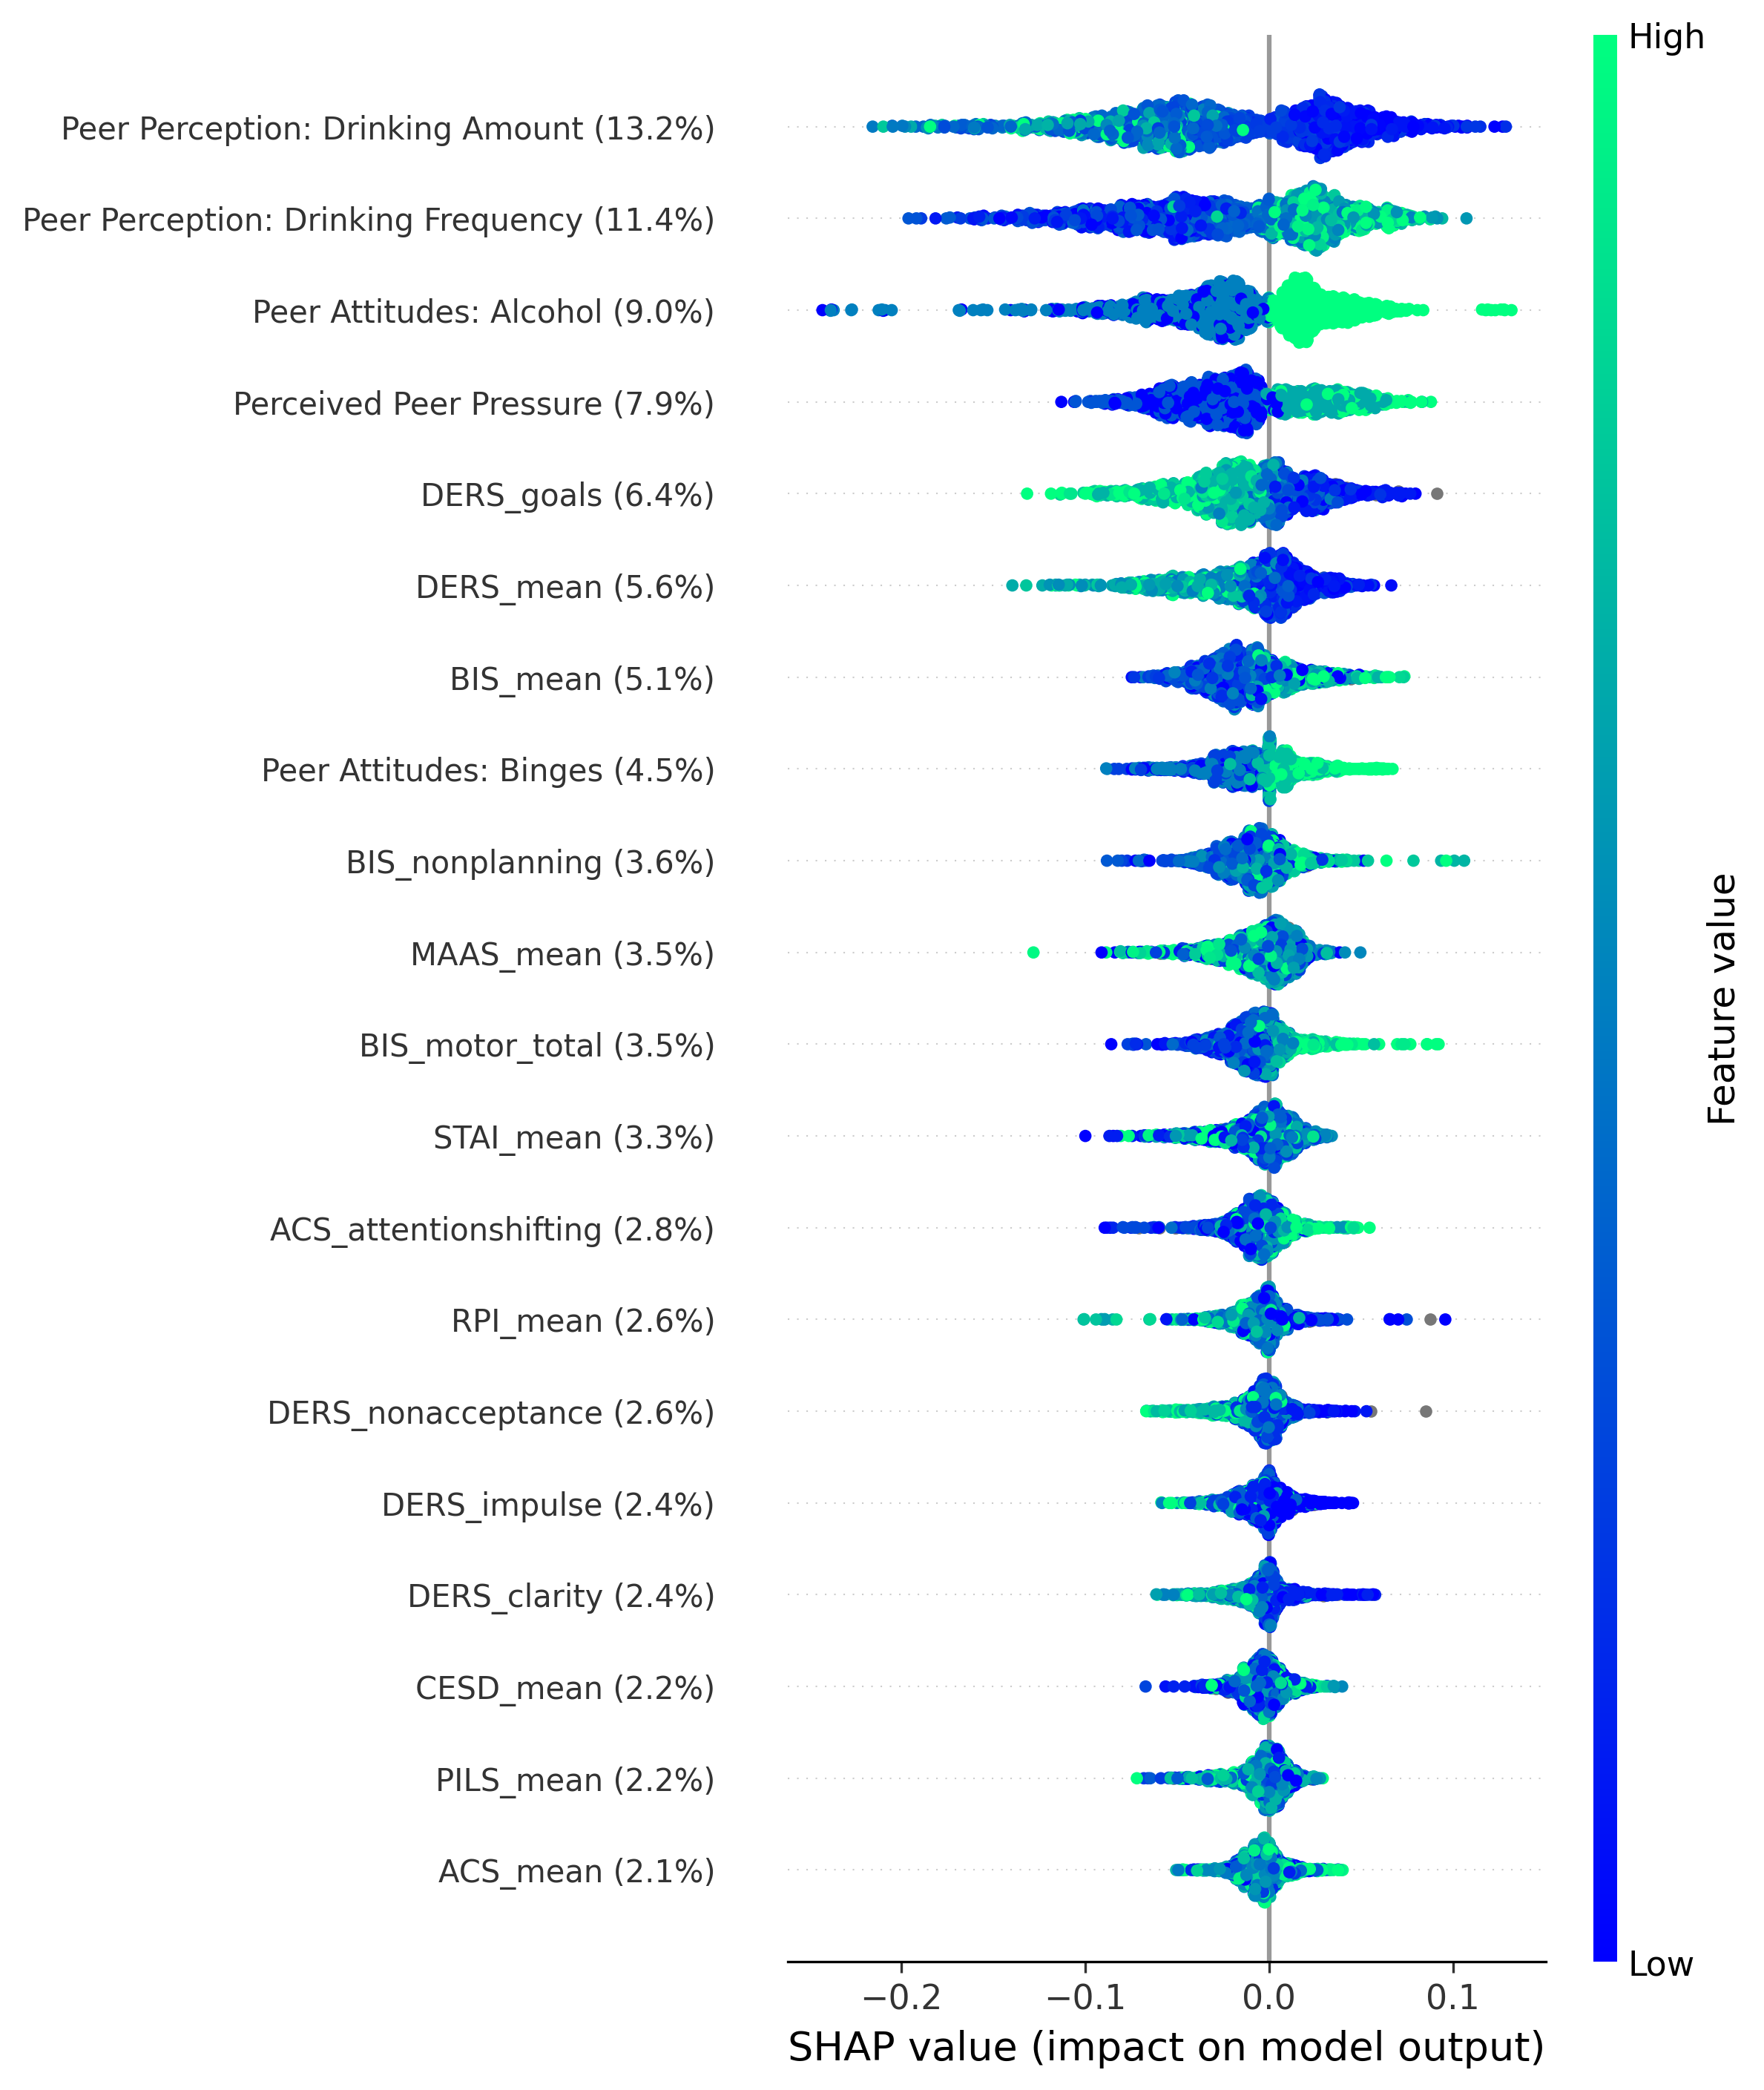 High
Peer Perception: Drinking Amount (13.2%)
Peer Perception: Drinking Frequency (11.4%)
Peer Attitudes: Alcohol (9.0%)
Perceived Peer Pressure (7.9%)
DERS_goals (6.4%)
DERS_mean (5.6%)
BIS_mean (5.1%)
Peer Attitudes: Binges (4.5%)
BIS_nonplanning (3.6%)
MAAS_mean (3.5%)
BIS_motor_total (3.5%)
STAI_mean (3.3%)
ACS_attentionshifting (2.8%)
RPI_mean (2.6%)
DERS_nonacceptance (2.6%)
DERS_impulse (2.4%)
DERS_clarity (2.4%)
CESD_mean (2.2%)
PILS_mean (2.2%)
ACS_mean (2.1%)
Feature value
Low
−0.2 −0.1 0.0 0.1
SHAP value (impact on model output)